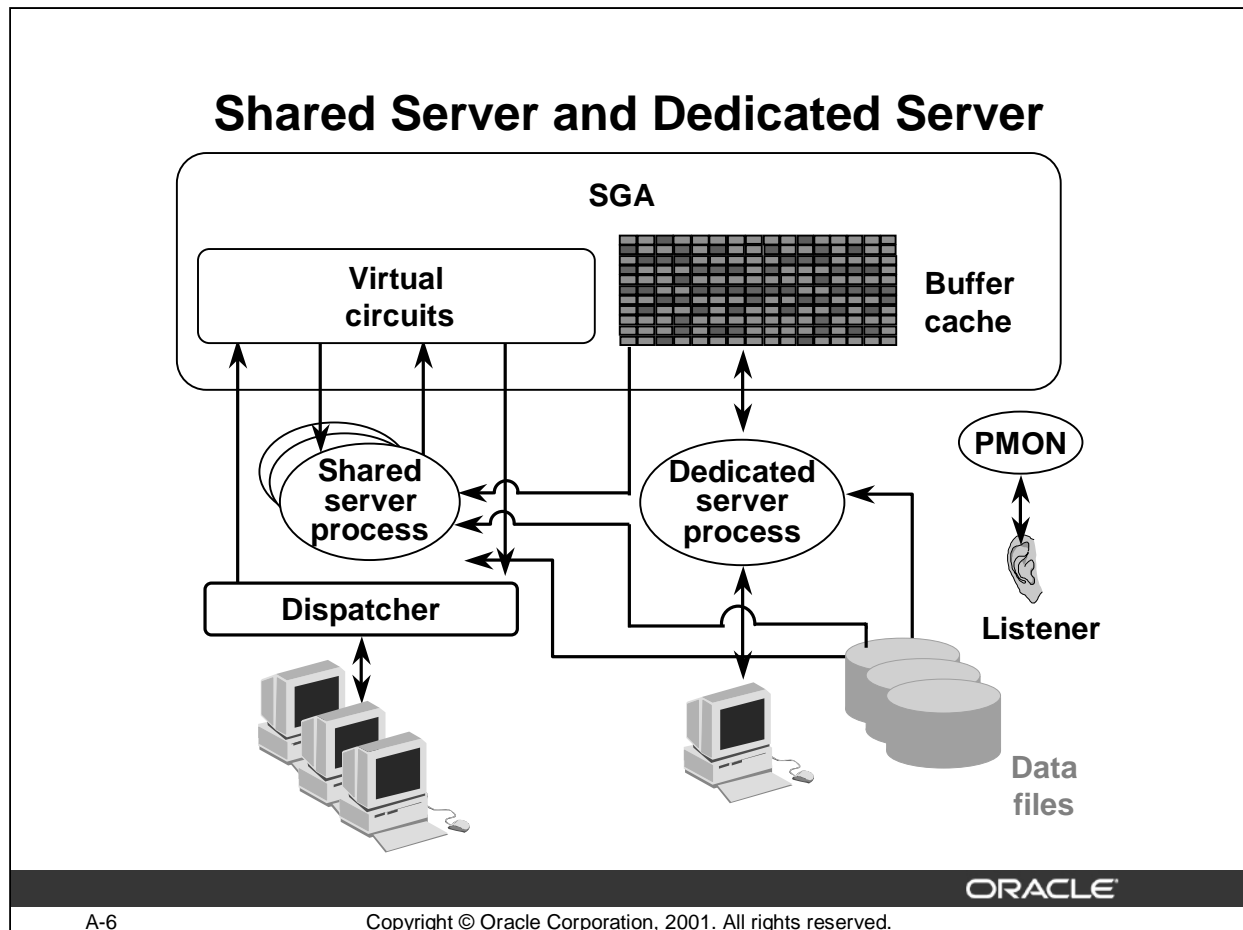 Shared Server and Dedicated Server
SGA
Virtual
circuits
Buffer
cache
Shared
server
process
Dedicated
server
process
PMON
Listener
Dispatcher
Data
files
ORACLE
A-6
Copyright © Oracle Corporation, 2001. All rights reserved.